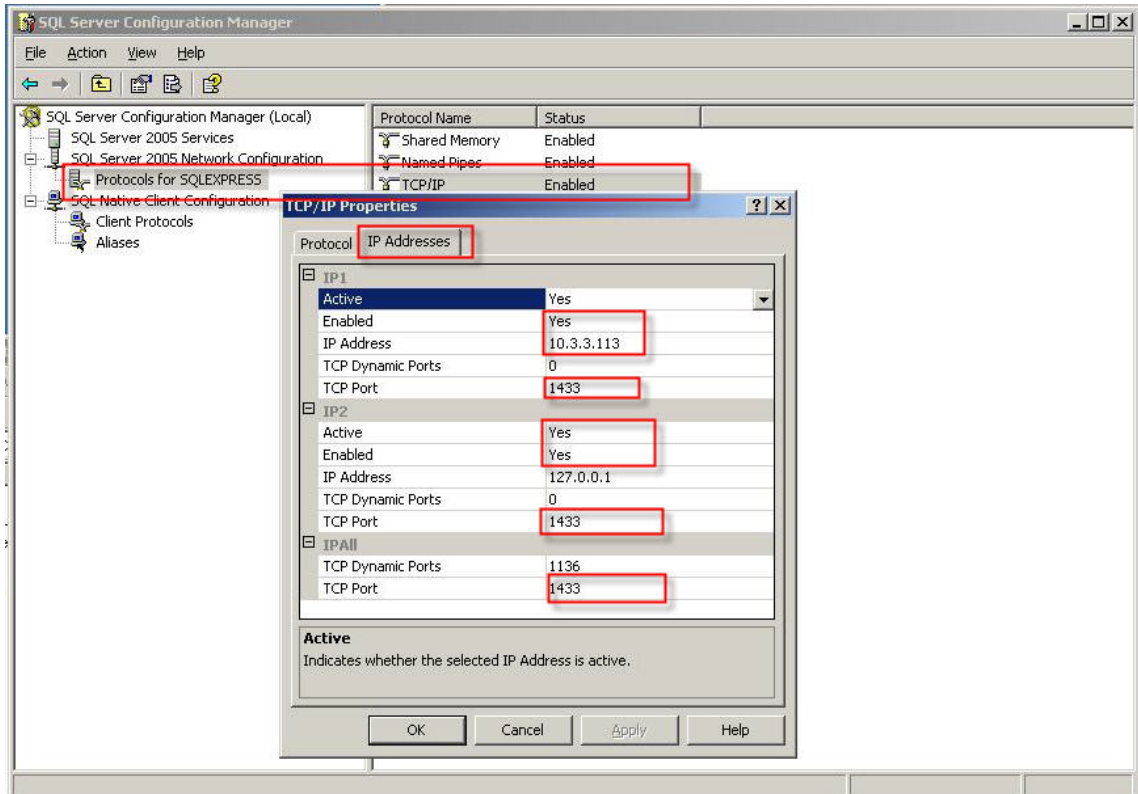 SQL Server Configuration Manager
File Action View Help
SQL Server Configuration Manager (Local)
SQL Server 2005 Services
SQL Server 2005 Network Configuration
Protocols for SQLEXPRESS
SQL Native Client Configuration
Client Protocols
Aliases
Protocol Name Status
Shared Memory Enabled
Named Pipes Enabled
TCP/IP Enabled
TCP/IP Properties
Protocol IP Addresses
IP1
Active Yes
Enabled Yes
IP Address 10.3.3.113
TCP Dynamic Ports 0
TCP Port 1433
IP2
Active Yes
Enabled Yes
IP Address 127.0.0.1
TCP Dynamic Ports 0
TCP Port 1433
IPAll
TCP Dynamic Ports 1136
TCP Port 1433
Active
Indicates whether the selected IP Address is active.
OK Cancel Apply Help